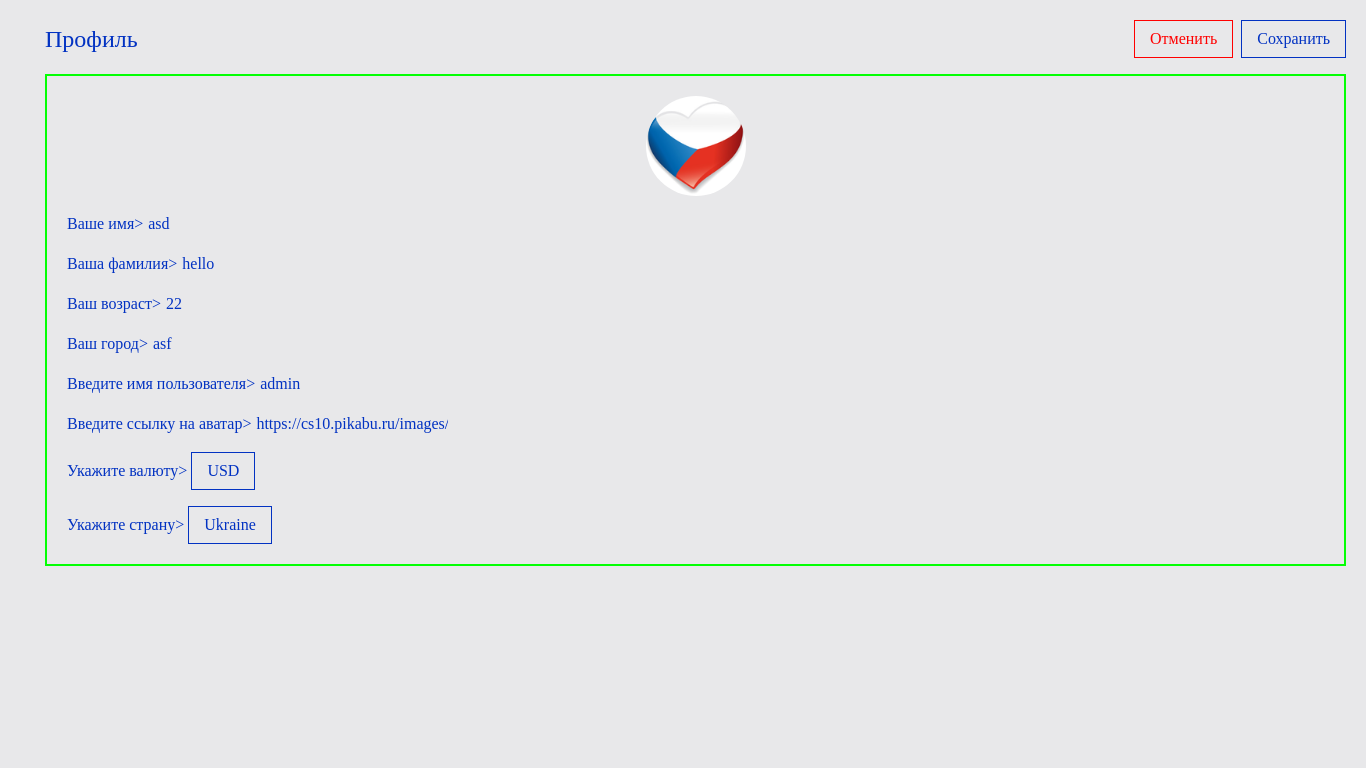 Профиль
Отменить
Сохранить
Ваше имя> asd
Ваша фамилия> hello
Ваш возраст> 22
Ваш город> asf
Введите имя пользователя> admin
Введите ссылку на аватар> https://cs10.pikabu.ru/images/
Укажите валюту> USD
Укажите страну> Ukraine